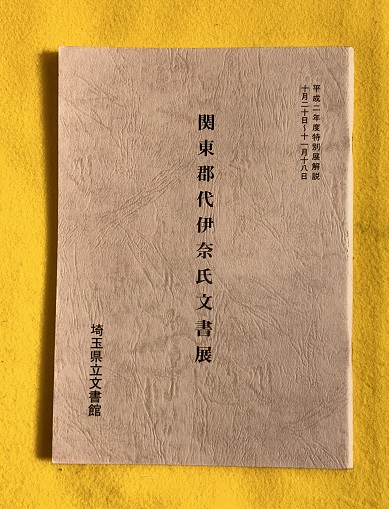 平成二年度特別展解説
十月二十日～十一月十八日
関東郡代伊奈氏文書展
埼玉県立文書館